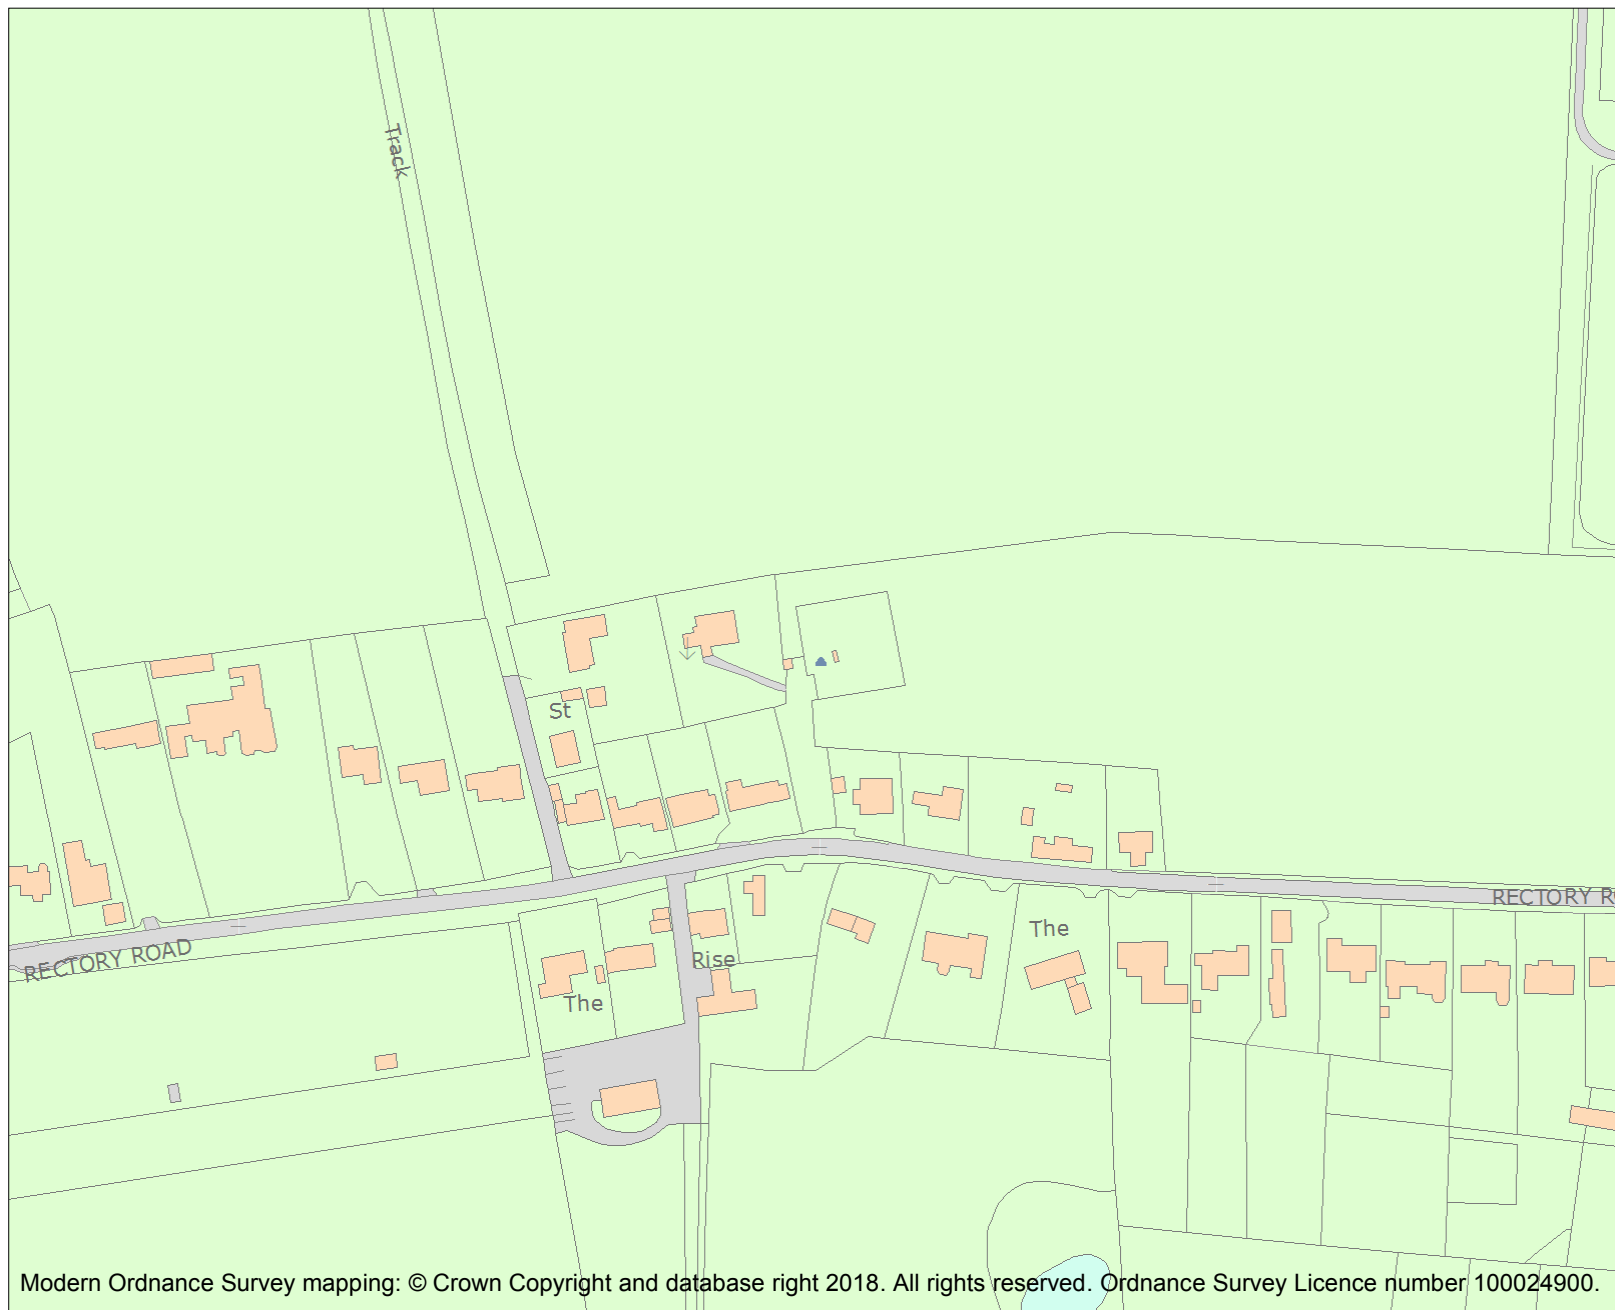 Track
St
RECTORY R
The
RECTORY ROAD
Rise
The
Modern Ordnance Survey mapping: © Crown Copyright and database right 2018. All rights reserved. Ordnance Survey Licence number 100024900.